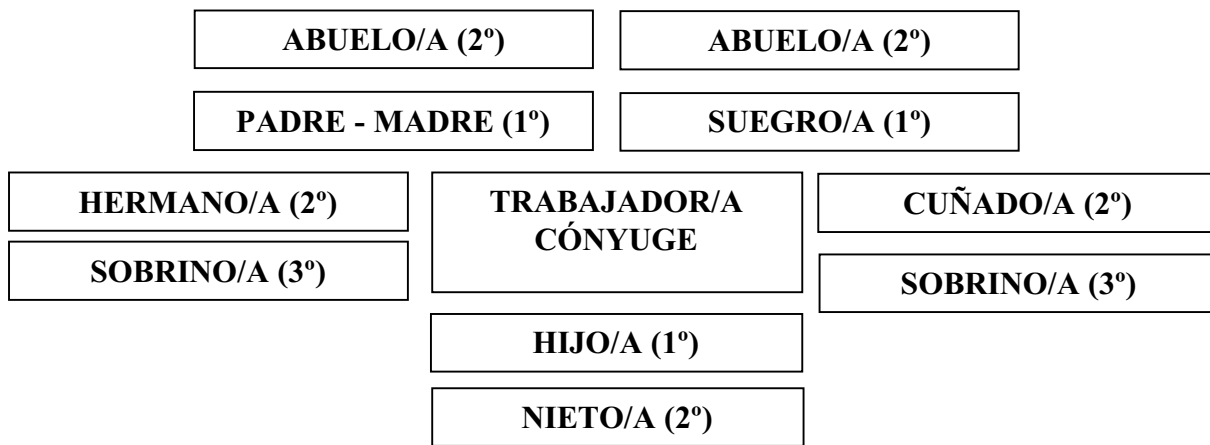 ABUELO/A (2º)
ABUELO/A (2º)
PADRE - MADRE (1º)
SUEGRO/A (1º)
HERMANO/A (2º)
TRABAJADOR/A
CÓNYUGE
CUÑADO/A (2º)
SOBRINO/A (3º)
SOBRINO/A (3º)
HIJO/A (1º)
NIETO/A (2º)